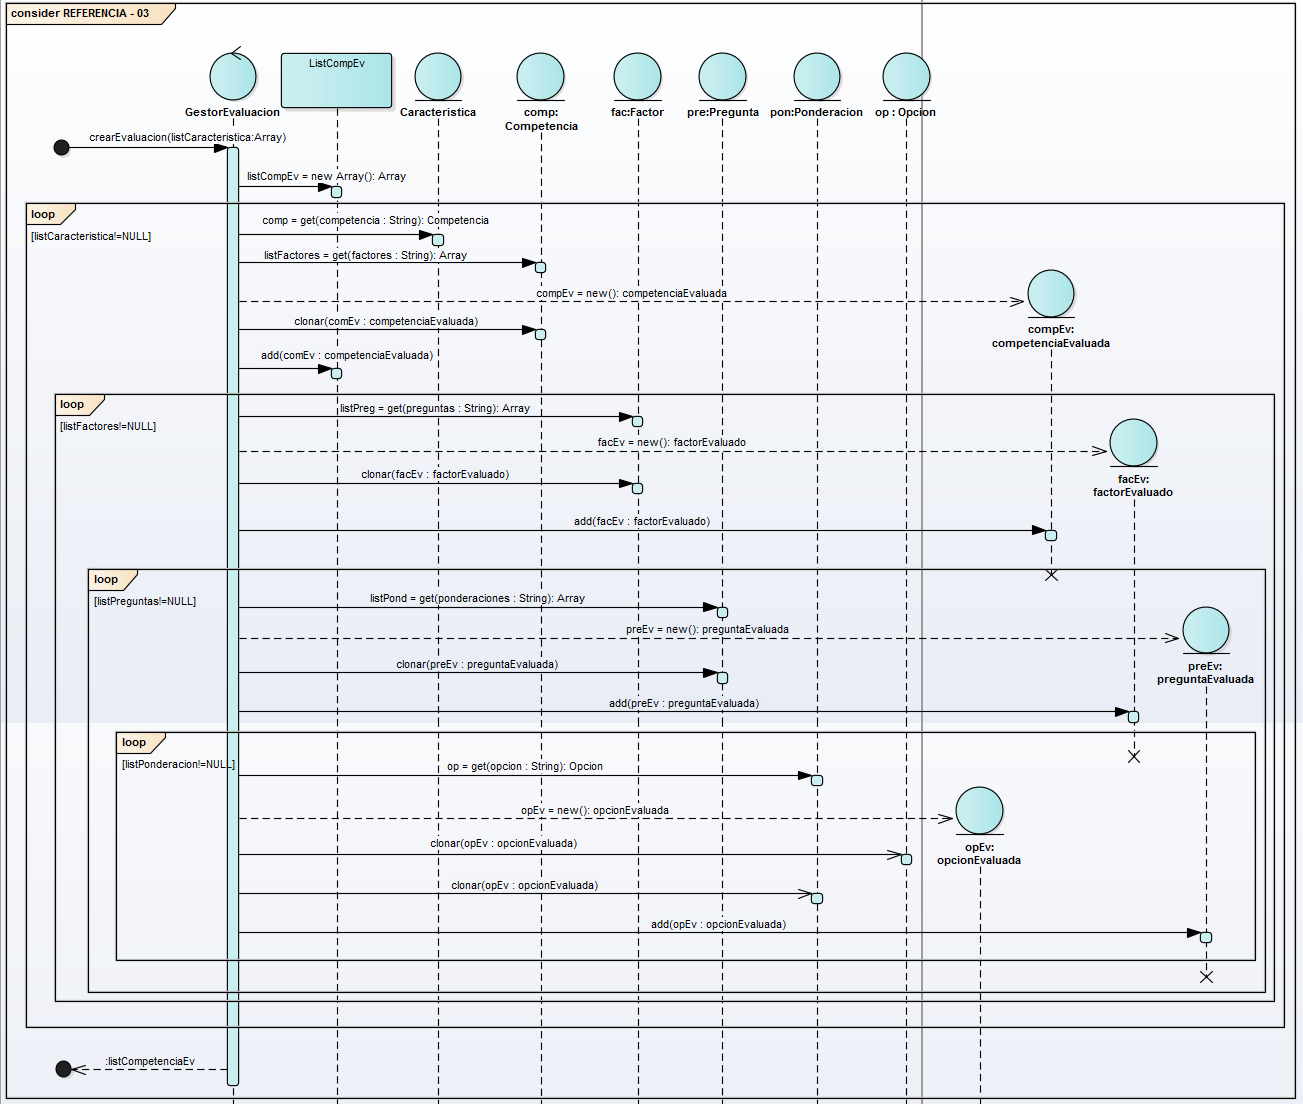 consider REFERENCIA - 03
ListCompEv
GestorEvaluacion
Caracteristica
comp:
Competencia
fac:Factor
pre:Pregunta
pon:Ponderacion
op : Opcion
crearEvaluacion(listCaracteristica:Array)
listCompEv = new Array(): Array
loop
[listCaracteristica!=NULL]
comp = get(competencia : String): Competencia
listFactores = get(factores : String): Array
compEv = new(): competenciaEvaluada
clonar(comEv : competenciaEvaluada)
compEv:
competenciaEvaluada
add(comEv : competenciaEvaluada)
loop
[listFactores!=NULL]
listPreg = get(preguntas : String): Array
facEv = new(): factorEvaluado
clonar(facEv : factorEvaluado)
facEv:
factorEvaluado
add(facEv : factorEvaluado)
loop
[listPreguntas!=NULL]
listPond = get(ponderaciones : String): Array
preEv = new(): preguntaEvaluada
clonar(preEv : preguntaEvaluada)
preEv:
preguntaEvaluada
add(preEv : preguntaEvaluada)
loop
[listPonderacion!=NULL]
op = get(opcion : String): Opcion
opEv = new(): opcionEvaluada
clonar(opEv : opcionEvaluada)
opEv:
opcionEvaluada
clonar(opEv : opcionEvaluada)
add(opEv : opcionEvaluada)
:listCompetenciaEv